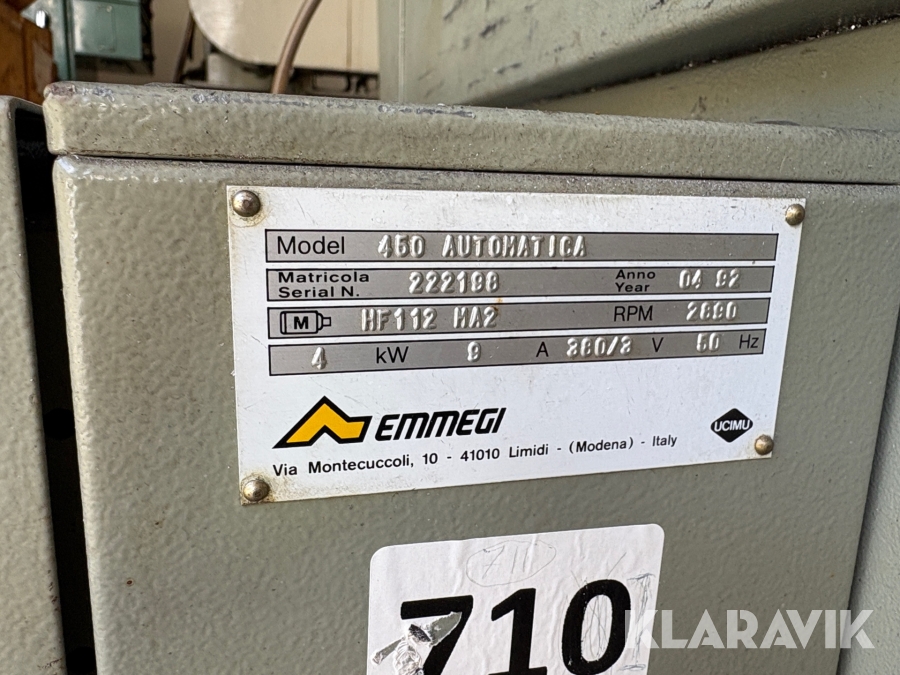 Model 450 AUTOMATICA
Matricola Anno
Serial N. 222198 Year 04 92
M HF112 MA2 RPM 2890
4 kW 9 A 380/3 V 50 Hz
EMMEGI
UCIMU
Via Montecuccoli, 10 - 41010 Limidi - (Modena) - Italy
710
710
KLARAVIK